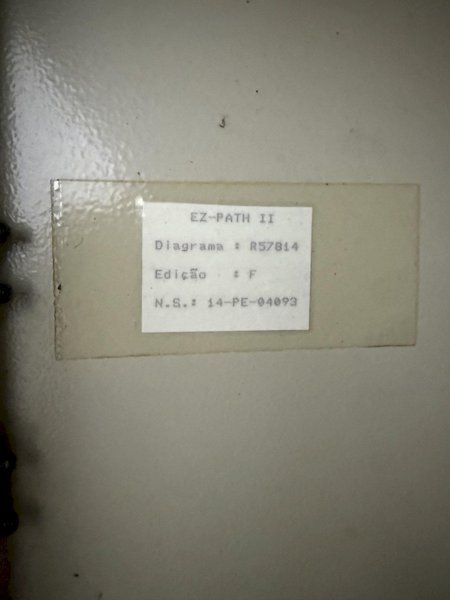 EZ-PATH II
Diagrama : R57814
Edição : F
N.S.: 14-PE-04093